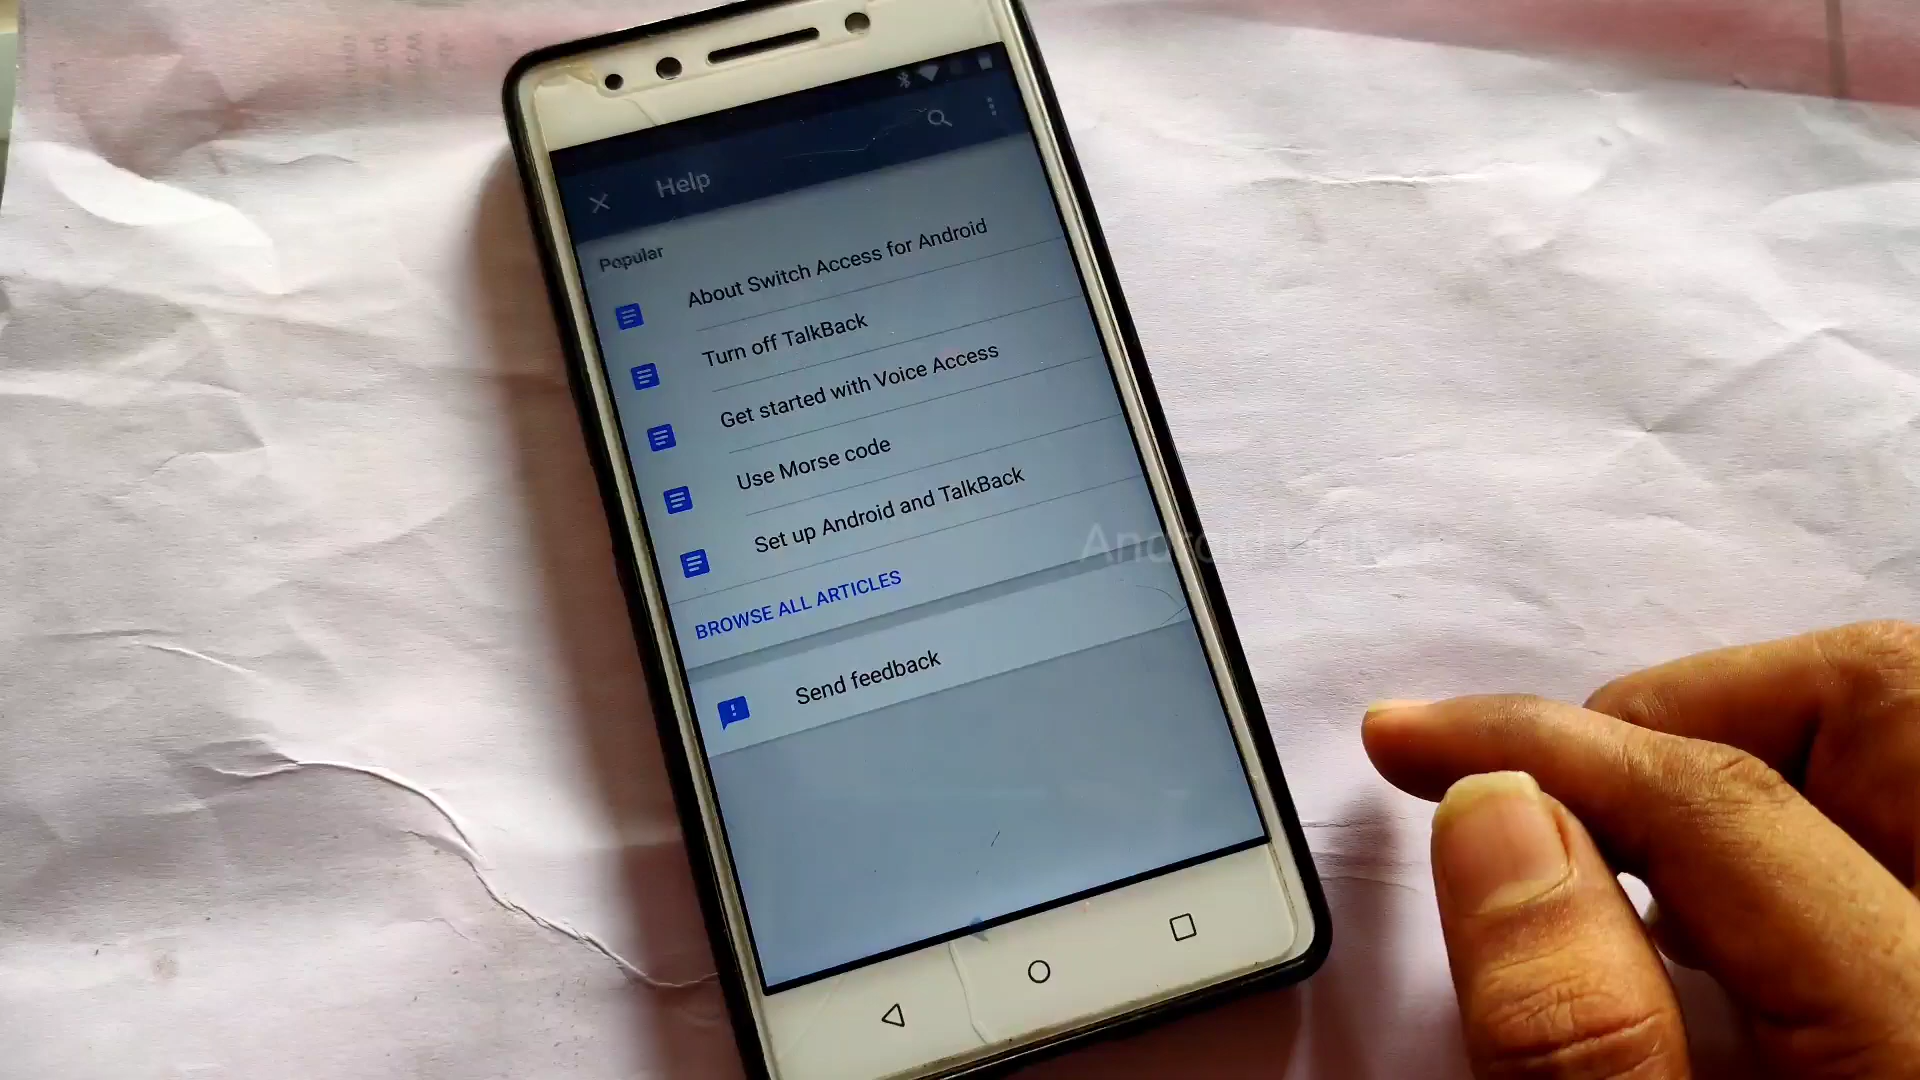 Help
Popular
About Switch Access for Android
Turn off TalkBack
Get started with Voice Access
Use Morse code
Set up Android and TalkBack
BROWSE ALL ARTICLES
Send feedback